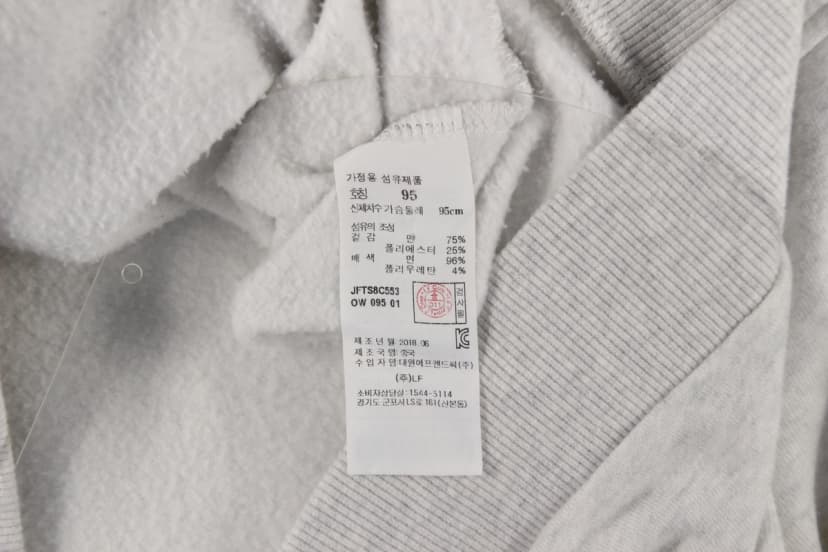 가정용 섬유제품
호칭 95
신체치수 가슴둘레 95cm
섬유의 조성
겉감 면 75%
폴리에스터 25%
배색 면 96%
폴리우레탄 4%
JFTS8C553
OW 095 01
검사필
제조년월:2018.06
제조국명:중국
수입자명:대원에프앤드씨(주)
(주)LF
소비자상담실:1544-5114
경기도 군포시 LS로 161(산본동)